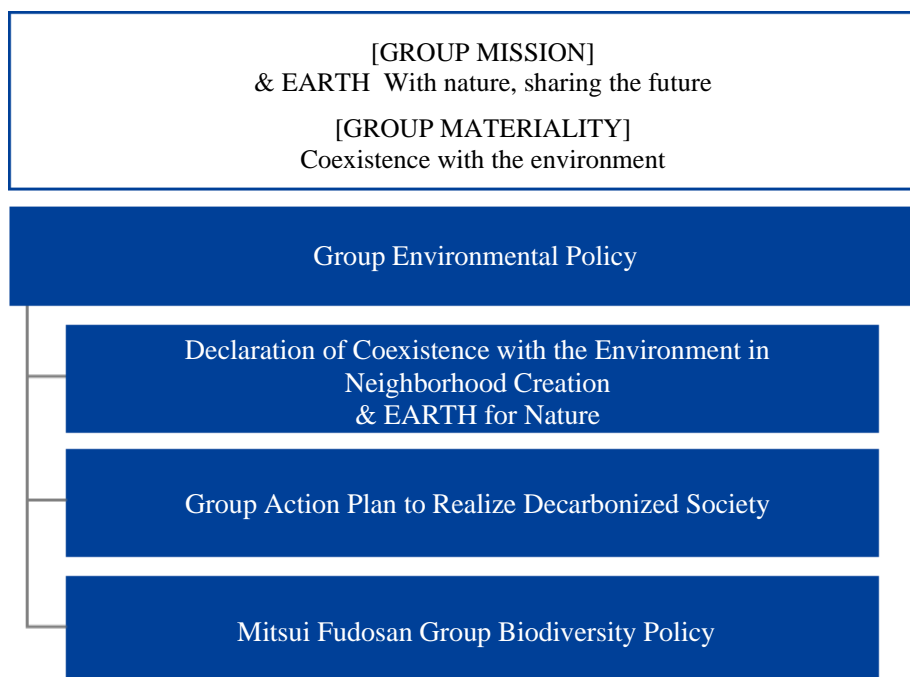 [GROUP MISSION]
& EARTH With nature, sharing the future
[GROUP MATERIALITY]
Coexistence with the environment
Group Environmental Policy
Declaration of Coexistence with the Environment in
Neighborhood Creation
& EARTH for Nature
Group Action Plan to Realize Decarbonized Society
Mitsui Fudosan Group Biodiversity Policy